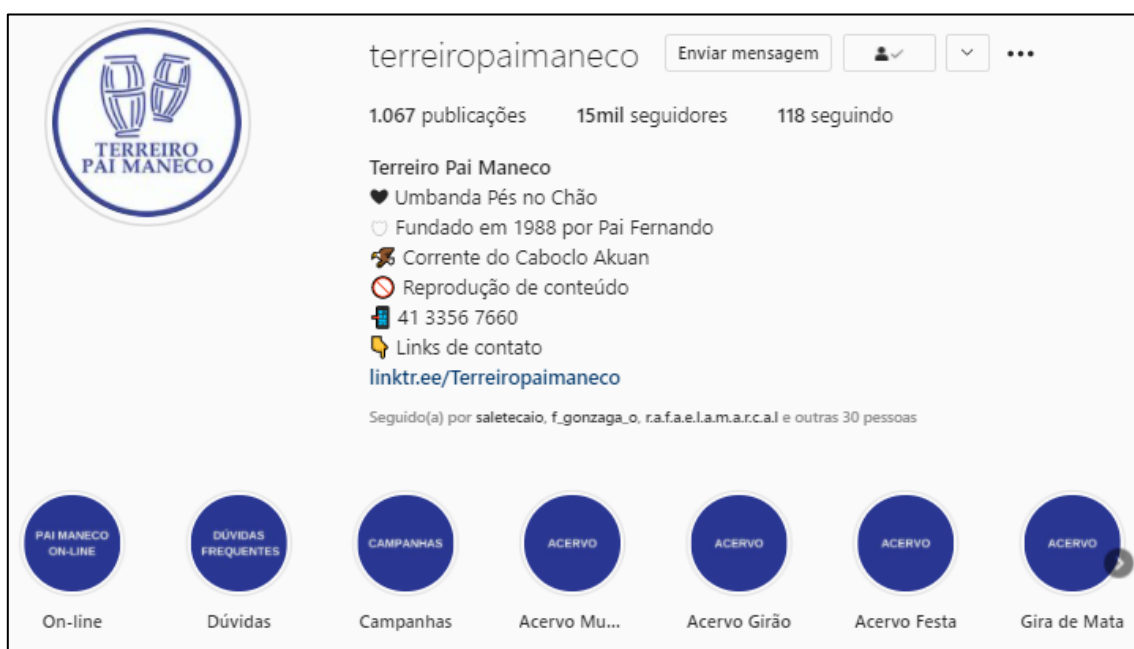 TERREIRO
PAI MANECO
terreiropaimaneco Enviar mensagem
1.067 publicações 15mil seguidores 118 seguindo
Terreiro Pai Maneco
Umbanda Pés no Chão
Fundado em 1988 por Pai Fernando
Corrente do Caboclo Akuan
Reprodução de conteúdo
41 3356 7660
Links de contato
linktr.ee/Terreiropaimaneco
Seguido(a) por saletecaio, f_gonzaga_o, r.a.f.a.e.l.a.m.a.r.c.a.l e outras 30 pessoas
PAI MANECO
ON-LINE
DÚVIDAS
FREQUENTES
CAMPANHAS
ACERVO
ACERVO
ACERVO
ACERVO
On-line Dúvidas Campanhas Acervo Mu... Acervo Girão Acervo Festa Gira de Mata